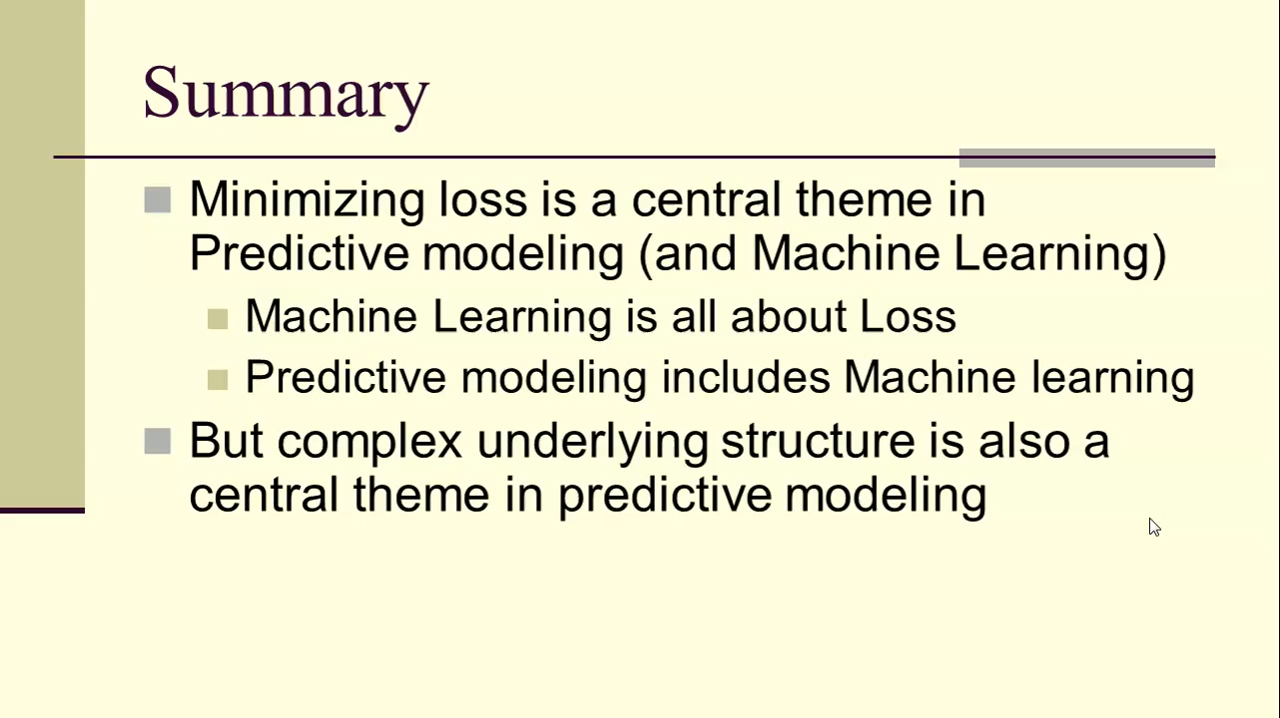 Summary
Minimizing loss is a central theme in
Predictive modeling (and Machine Learning)
Machine Learning is all about Loss
Predictive modeling includes Machine learning
But complex underlying structure is also a
central theme in predictive modeling